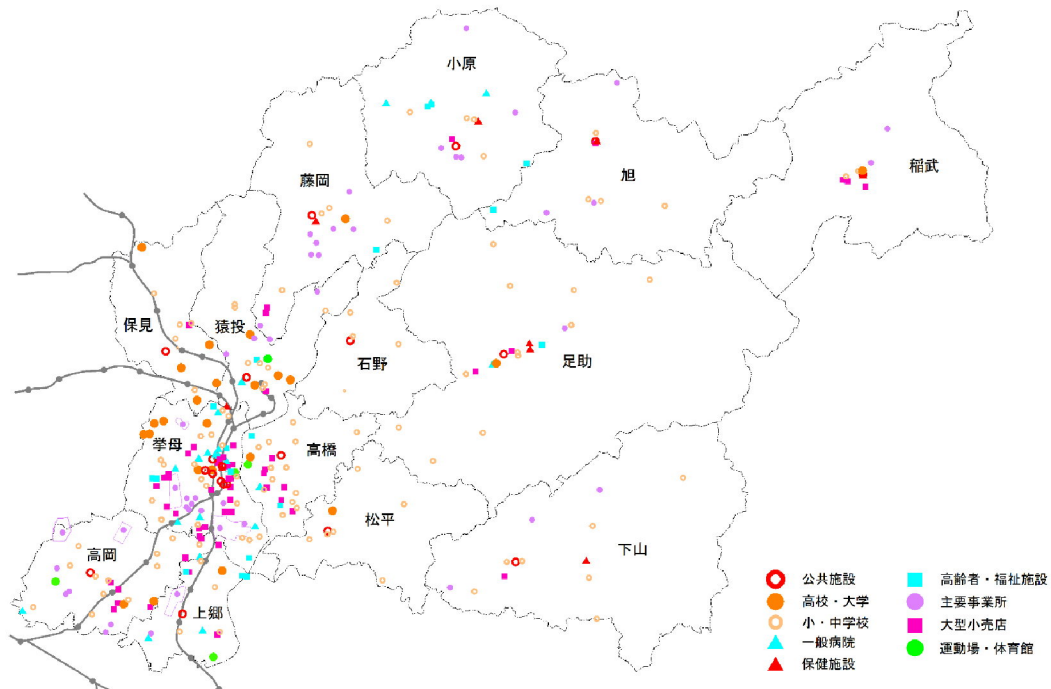 小原
藤岡
旭
稲武
保見
猿投
石野
足助
挙母
高橋
松平
下山
高岡
上郷
公共施設
高校・大学
小・中学校
一般病院
保健施設
高齢者・福祉施設
主要事業所
大型小売店
運動場・体育館